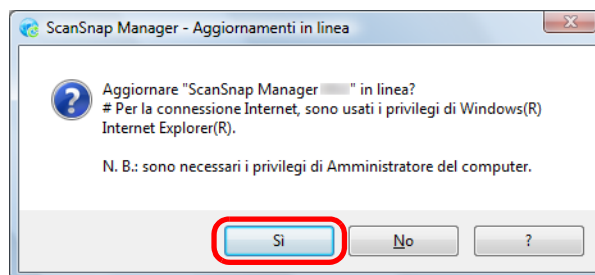 ScanSnap Manager - Aggiornamenti in linea
Aggiornare "ScanSnap Manager " in linea?
# Per la connessione Internet, sono usati i privilegi di Windows(R)
Internet Explorer(R).
N. B.: sono necessari i privilegi di Amministratore del computer.
Sì
No
?